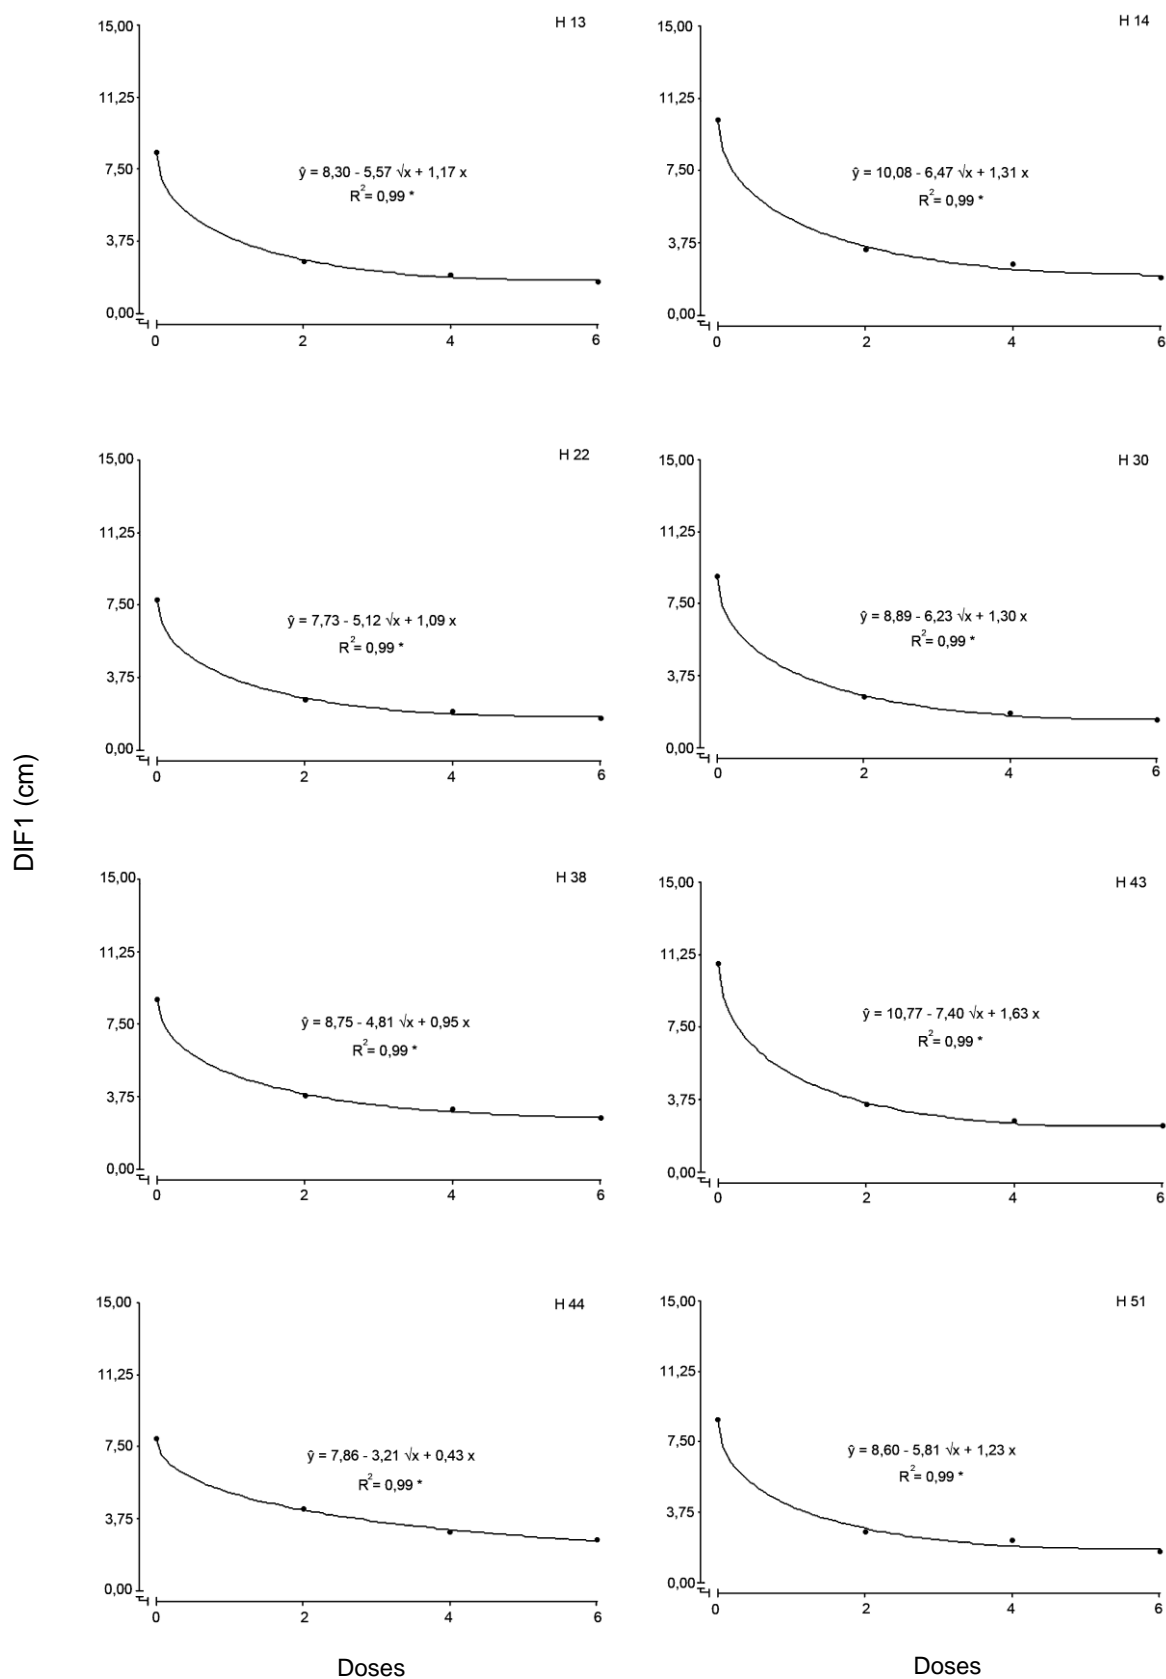 H 13
15,00
11,25
7,50
3,75
0,00
ŷ = 8,30 - 5,57 √x + 1,17 x
R²= 0,99 *
0 2 4 6
H 14
15,00
11,25
7,50
3,75
0,00
ŷ = 10,08 - 6,47 √x + 1,31 x
R²= 0,99 *
0 2 4 6
H 22
15,00
11,25
7,50
3,75
0,00
ŷ = 7,73 - 5,12 √x + 1,09 x
R²= 0,99 *
0 2 4 6
H 30
15,00
11,25
7,50
3,75
0,00
ŷ = 8,89 - 6,23 √x + 1,30 x
R²= 0,99 *
0 2 4 6
DIF1 (cm)
H 38
15,00
11,25
7,50
3,75
0,00
ŷ = 8,75 - 4,81 √x + 0,95 x
R²= 0,99 *
0 2 4 6
H 43
15,00
11,25
7,50
3,75
0,00
ŷ = 10,77 - 7,40 √x + 1,63 x
R²= 0,99 *
0 2 4 6
H 44
15,00
11,25
7,50
3,75
0,00
ŷ = 7,86 - 3,21 √x + 0,43 x
R²= 0,99 *
0 2 4 6
H 51
15,00
11,25
7,50
3,75
0,00
ŷ = 8,60 - 5,81 √x + 1,23 x
R²= 0,99 *
0 2 4 6
Doses
Doses